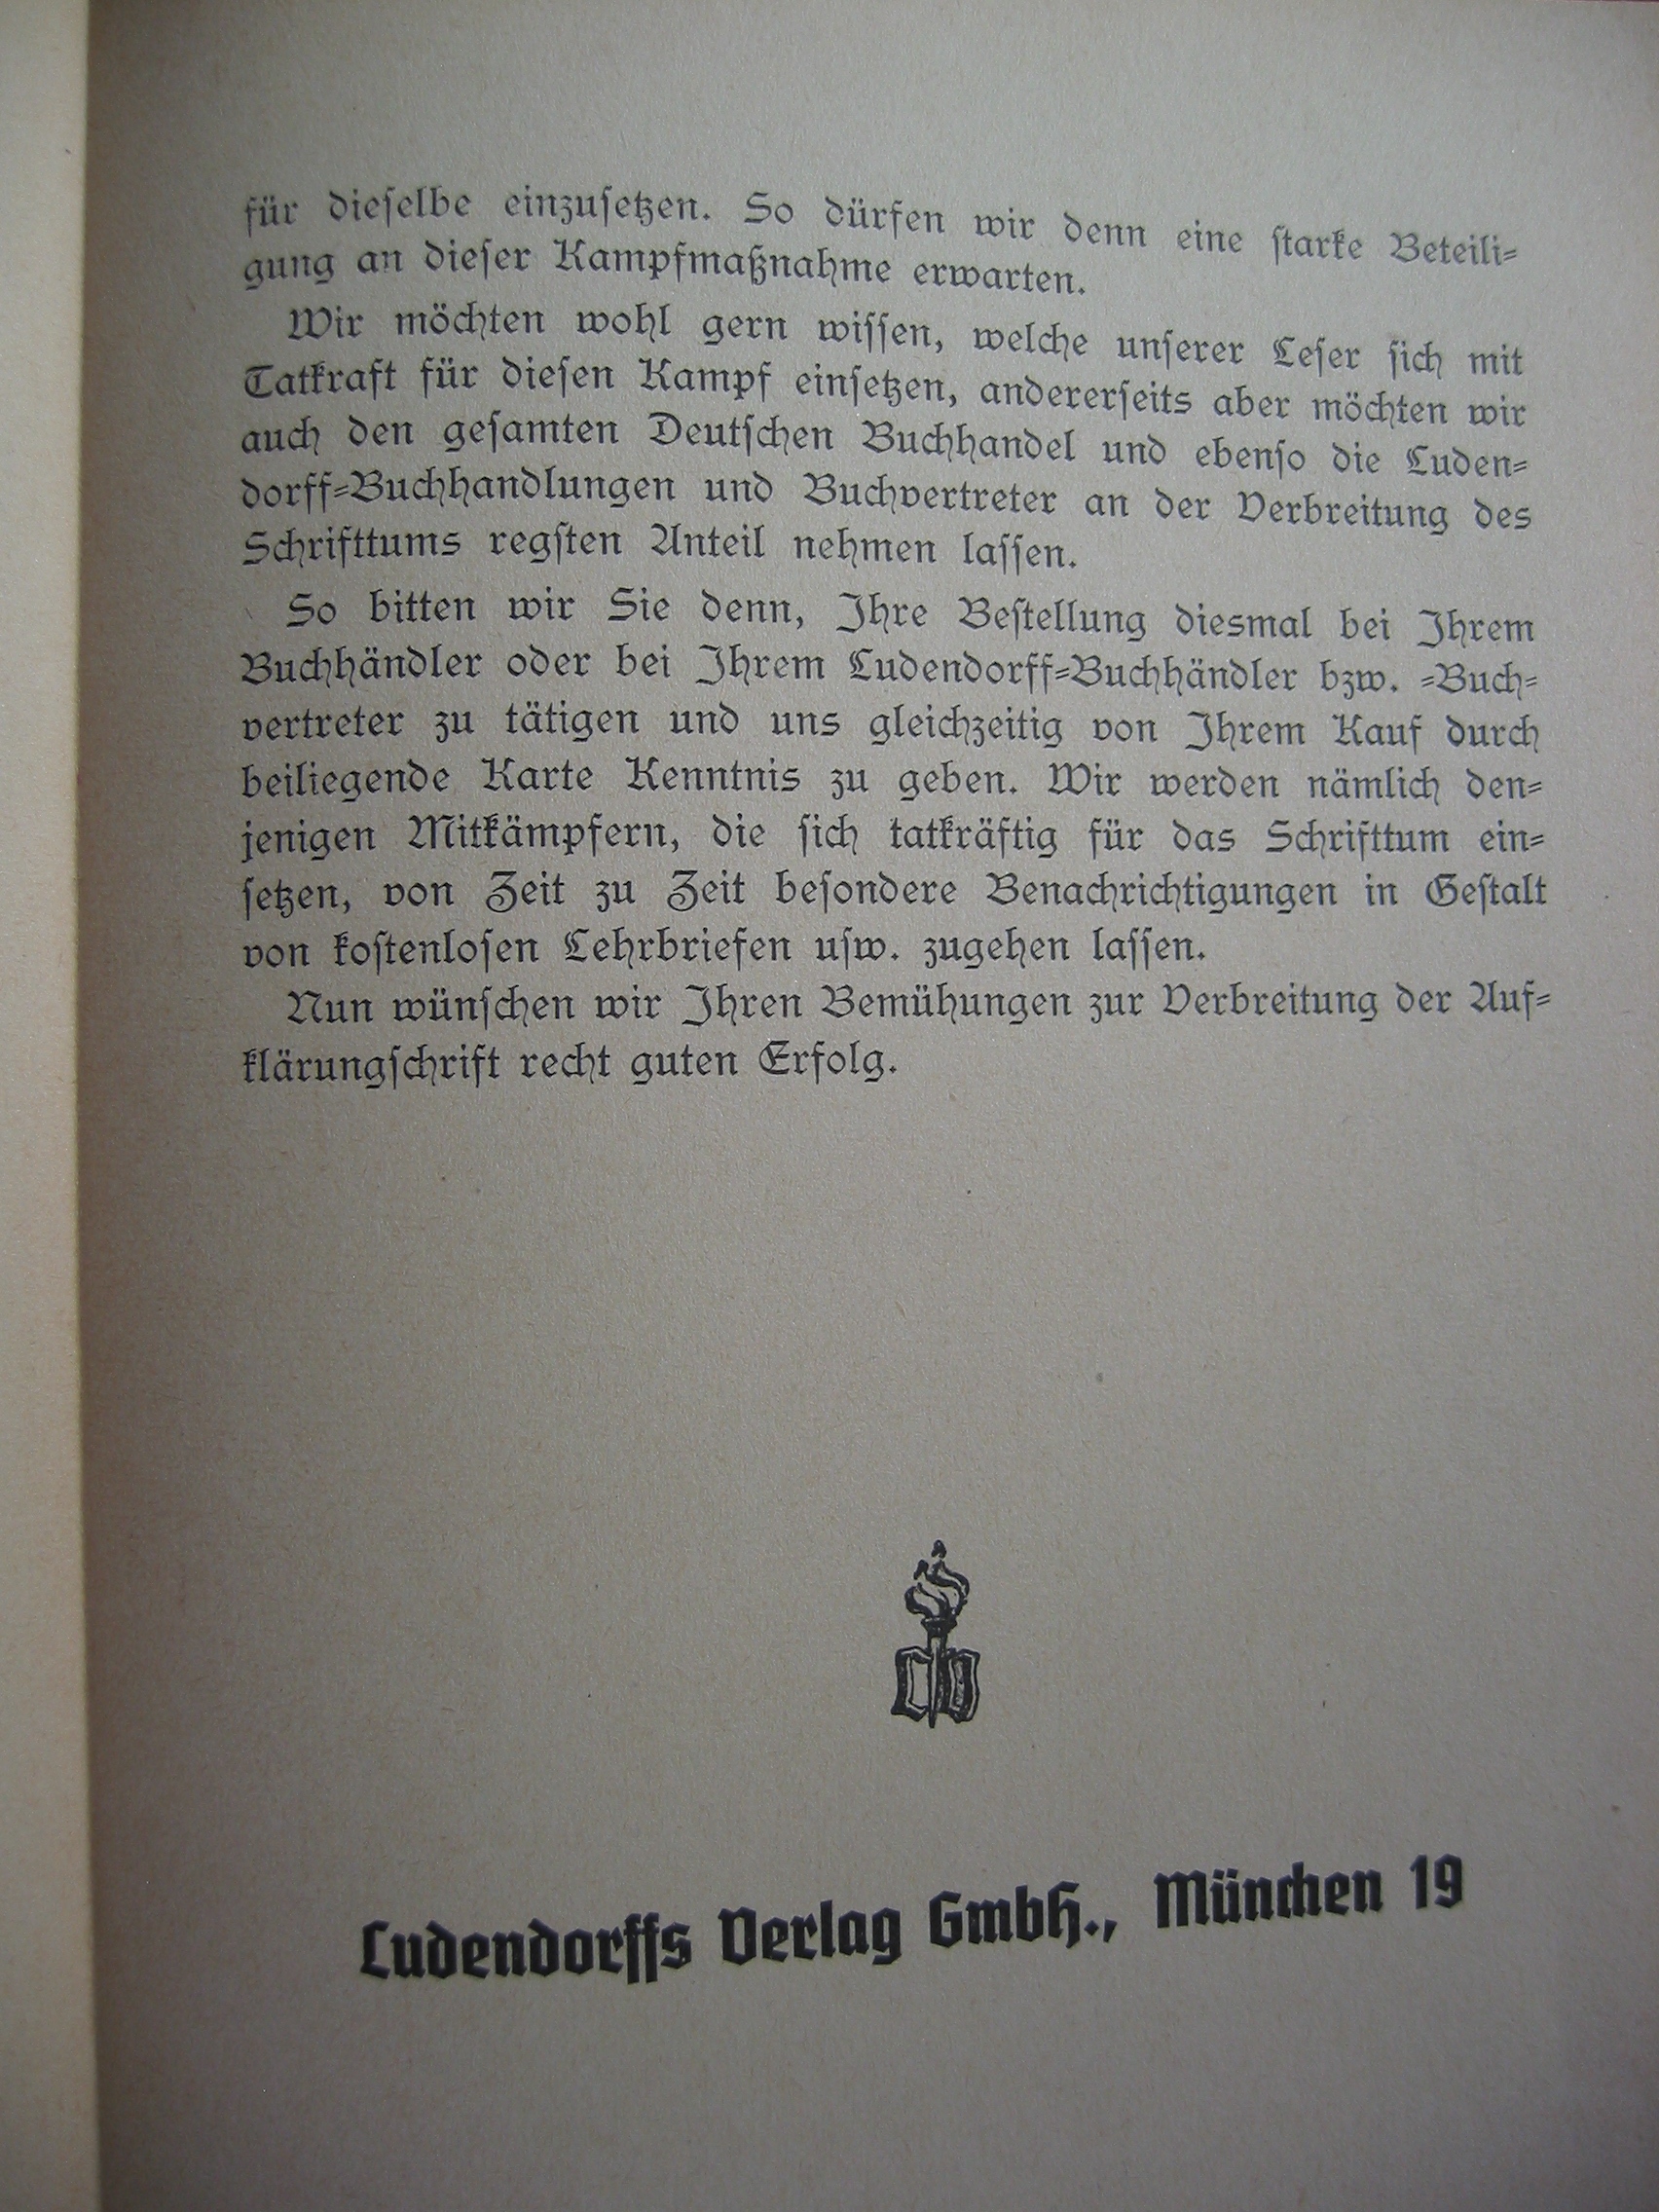 für dieſelbe einzuſetzen. So dürfen wir denn eine ſtarke Beteili⸗
gung an dieſer Kampfmaßnahme erwarten.
Wir möchten wohl gern wiſſen, welche unſerer Leſer ſich mit
Tatkraft für dieſen Kampf einſetzen, andererſeits aber möchten wir
auch den geſamten Deutſchen Buchhandel und ebenſo die Luden⸗
dorff⸗Buchhandlungen und Buchvertreter an der Verbreitung des
Schrifttums regſten Anteil nehmen laſſen.
So bitten wir Sie denn, Ihre Beſtellung diesmal bei Ihrem
Buchhändler oder bei Ihrem Ludendorff⸗Buchhändler bzw. ⸗Buch⸗
vertreter zu tätigen und uns gleichzeitig von Ihrem Kauf durch
beiliegende Karte Kenntnis zu geben. Wir werden nämlich den⸗
jenigen Mitkämpfern, die ſich tatkräftig für das Schrifttum ein⸗
ſetzen, von Zeit zu Zeit beſondere Benachrichtigungen in Geſtalt
von koſtenloſen Lehrbriefen uſw. zugehen laſſen.
Nun wünſchen wir Ihren Bemühungen zur Verbreitung der Auf⸗
klärungſchrift recht guten Erfolg.
Ludendorffs Verlag GmbH., München 19